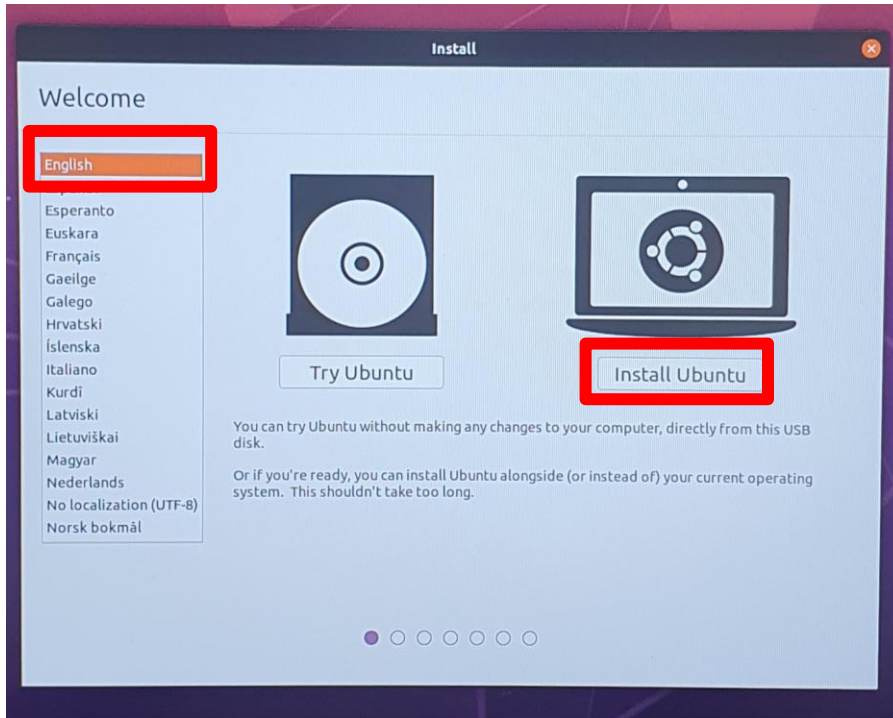 Install
Welcome
English
Esperanto
Euskara
Français
Gaeilge
Galego
Hrvatski
Íslenska
Italiano
Kurdî
Latviski
Lietuviškai
Magyar
Nederlands
No localization (UTF-8)
Norsk bokmål
Try Ubuntu
Install Ubuntu
You can try Ubuntu without making any changes to your computer, directly from this USB
disk.
Or if you're ready, you can install Ubuntu alongside (or instead of) your current operating
system. This shouldn't take too long.